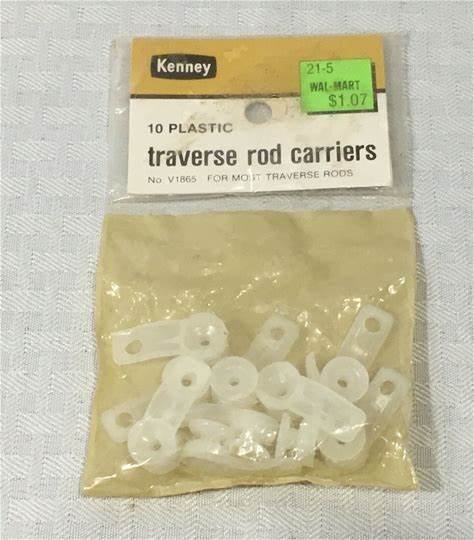 Kenney
21-5
WAL-MART
$1.07
10 PLASTIC
traverse rod carriers
No. V1865 FOR MOST TRAVERSE RODS